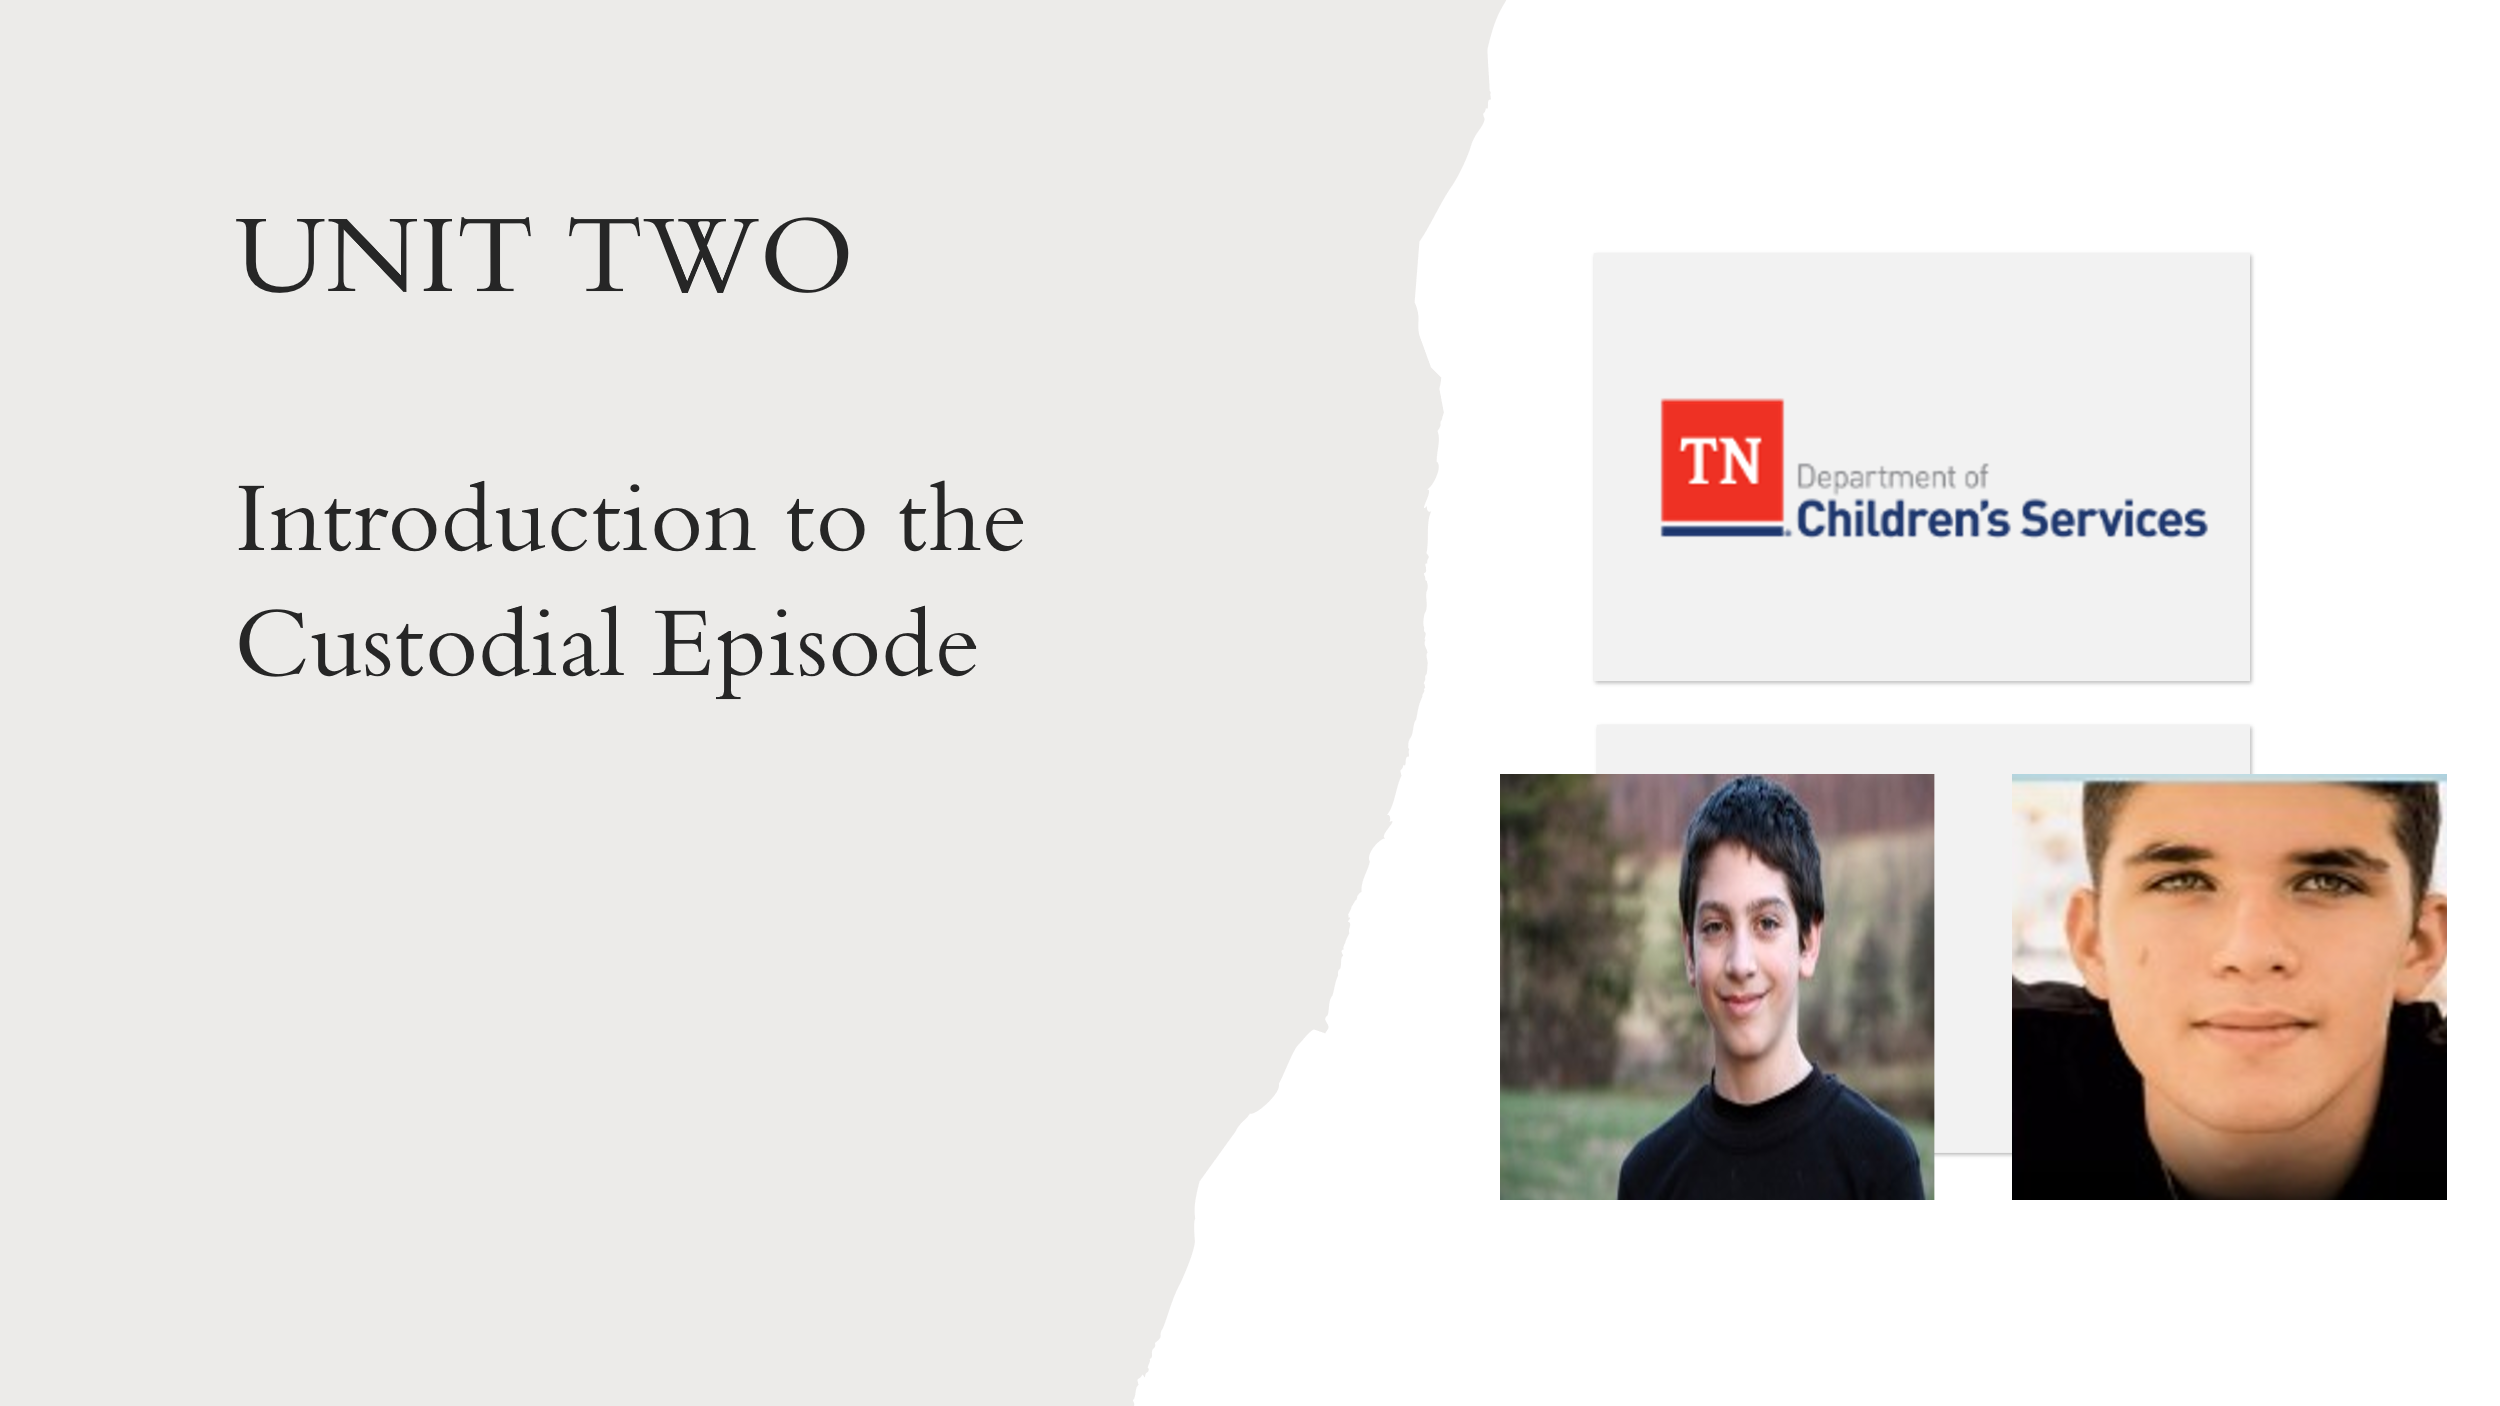 UNIT TWO
Introduction to the
Custodial Episode
TN
Department of
Children's Services